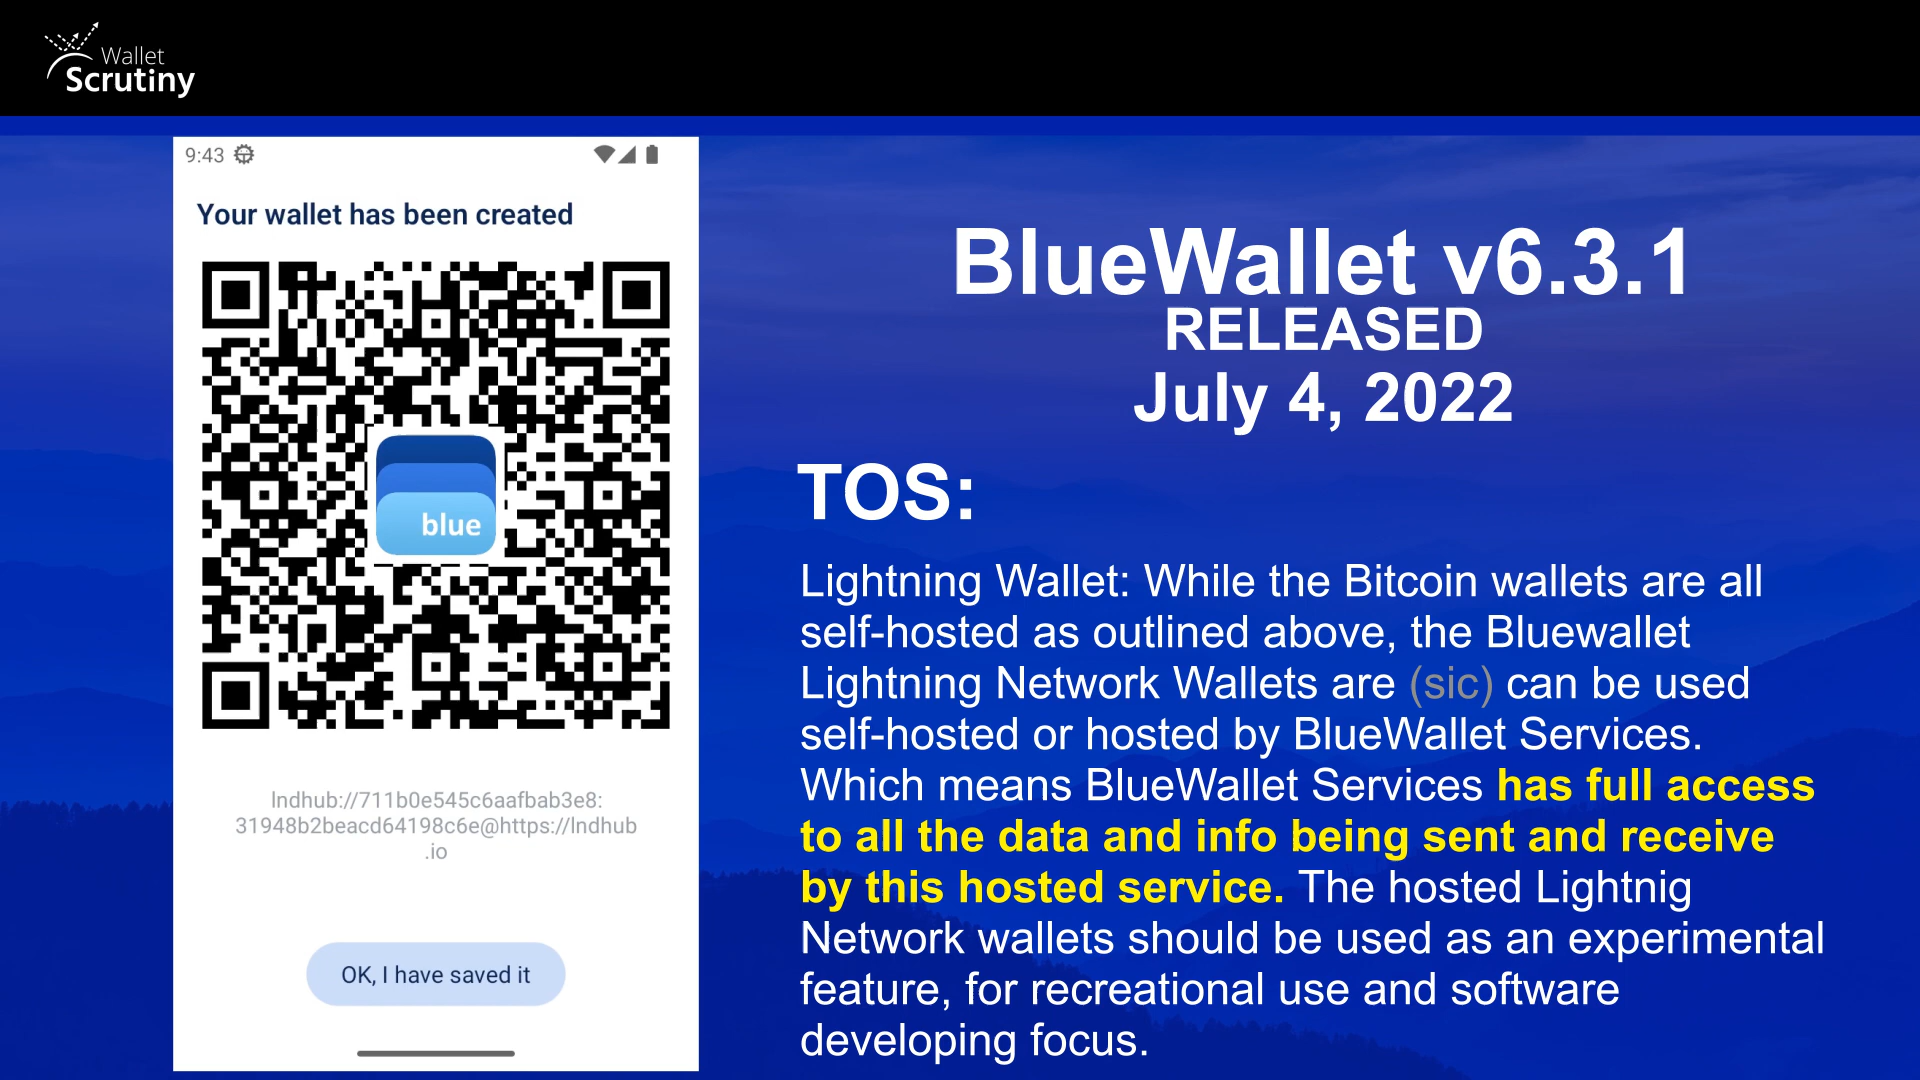 Wallet
Scrutiny
9:43
Your wallet has been created
blue
lndhub://711b0e545c6aafbab3e8:
31948b2beacd64198c6e@https://lndhub
.io
OK, I have saved it
BlueWallet v6.3.1
RELEASED
July 4, 2022
TOS:
Lightning Wallet: While the Bitcoin wallets are all
self-hosted as outlined above, the Bluewallet
Lightning Network Wallets are (sic) can be used
self-hosted or hosted by BlueWallet Services.
Which means BlueWallet Services has full access
to all the data and info being sent and receive
by this hosted service. The hosted Lightnig
Network wallets should be used as an experimental
feature, for recreational use and software
developing focus.